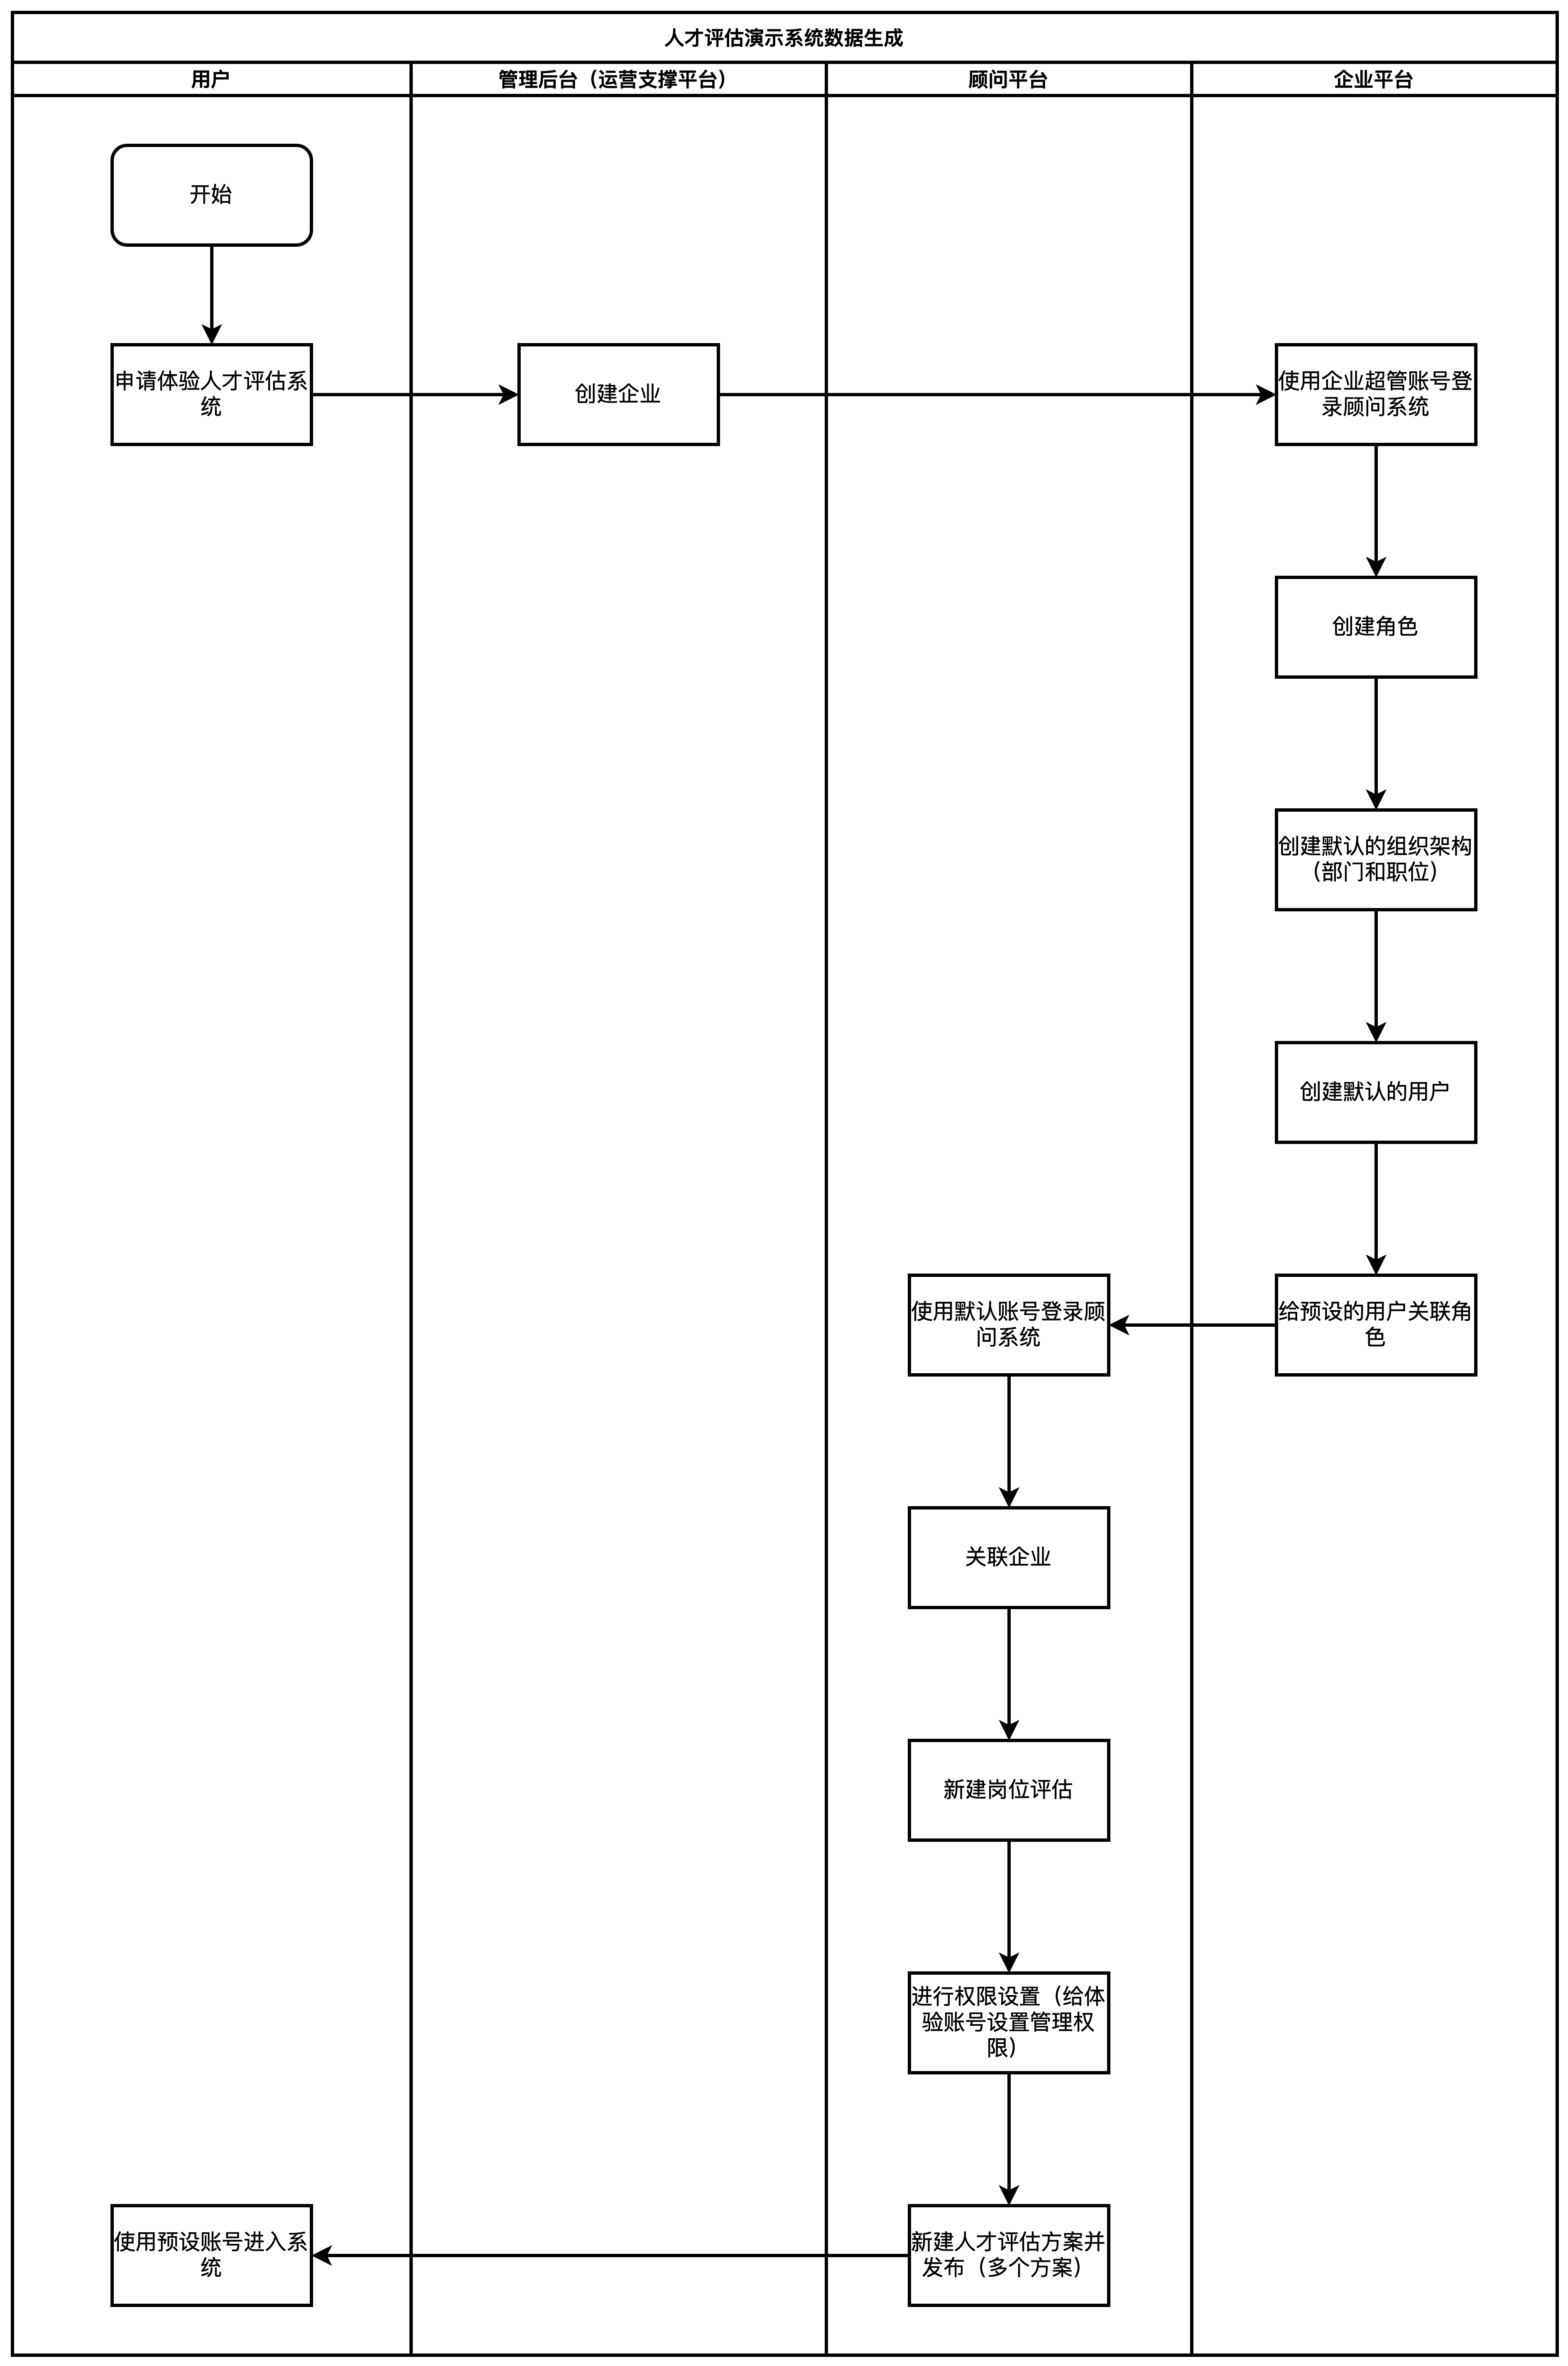 人才评估演示系统数据生成
用户
管理后台（运营支撑平台）
顾问平台
企业平台
开始
申请体验人才评估系
统
创建企业
使用企业超管账号登
录顾问系统
创建角色
创建默认的组织架构
（部门和职位）
创建默认的用户
给预设的用户关联角
色
使用默认账号登录顾
问系统
关联企业
新建岗位评估
进行权限设置（给体
验账号设置管理权
限）
新建人才评估方案并
发布（多个方案）
使用预设账号进入系
统